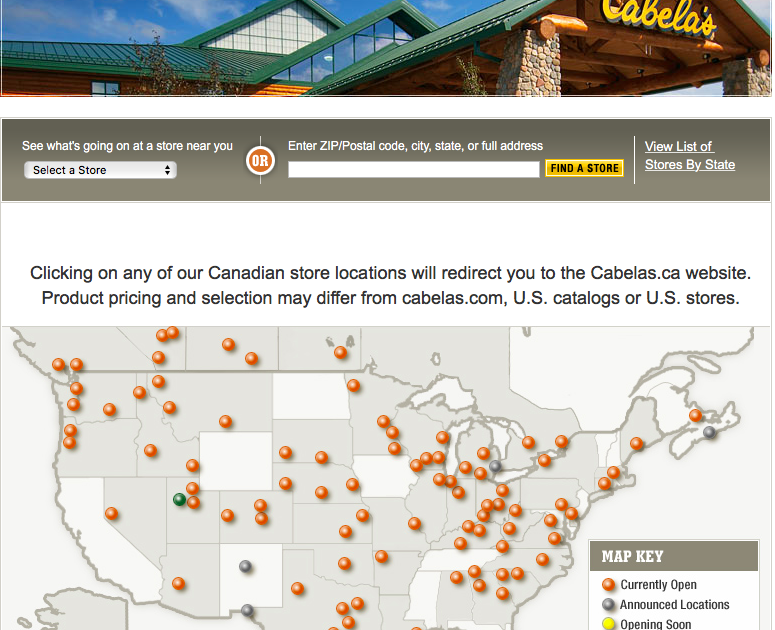 Cabela's
See what's going on at a store near you
Select a Store
OR
Enter ZIP/Postal code, city, state, or full address
FIND A STORE
View List of
Stores By State
Clicking on any of our Canadian store locations will redirect you to the Cabelas.ca website.
Product pricing and selection may differ from cabelas.com, U.S. catalogs or U.S. stores.
MAP KEY
Currently Open
Announced Locations
Opening Soon